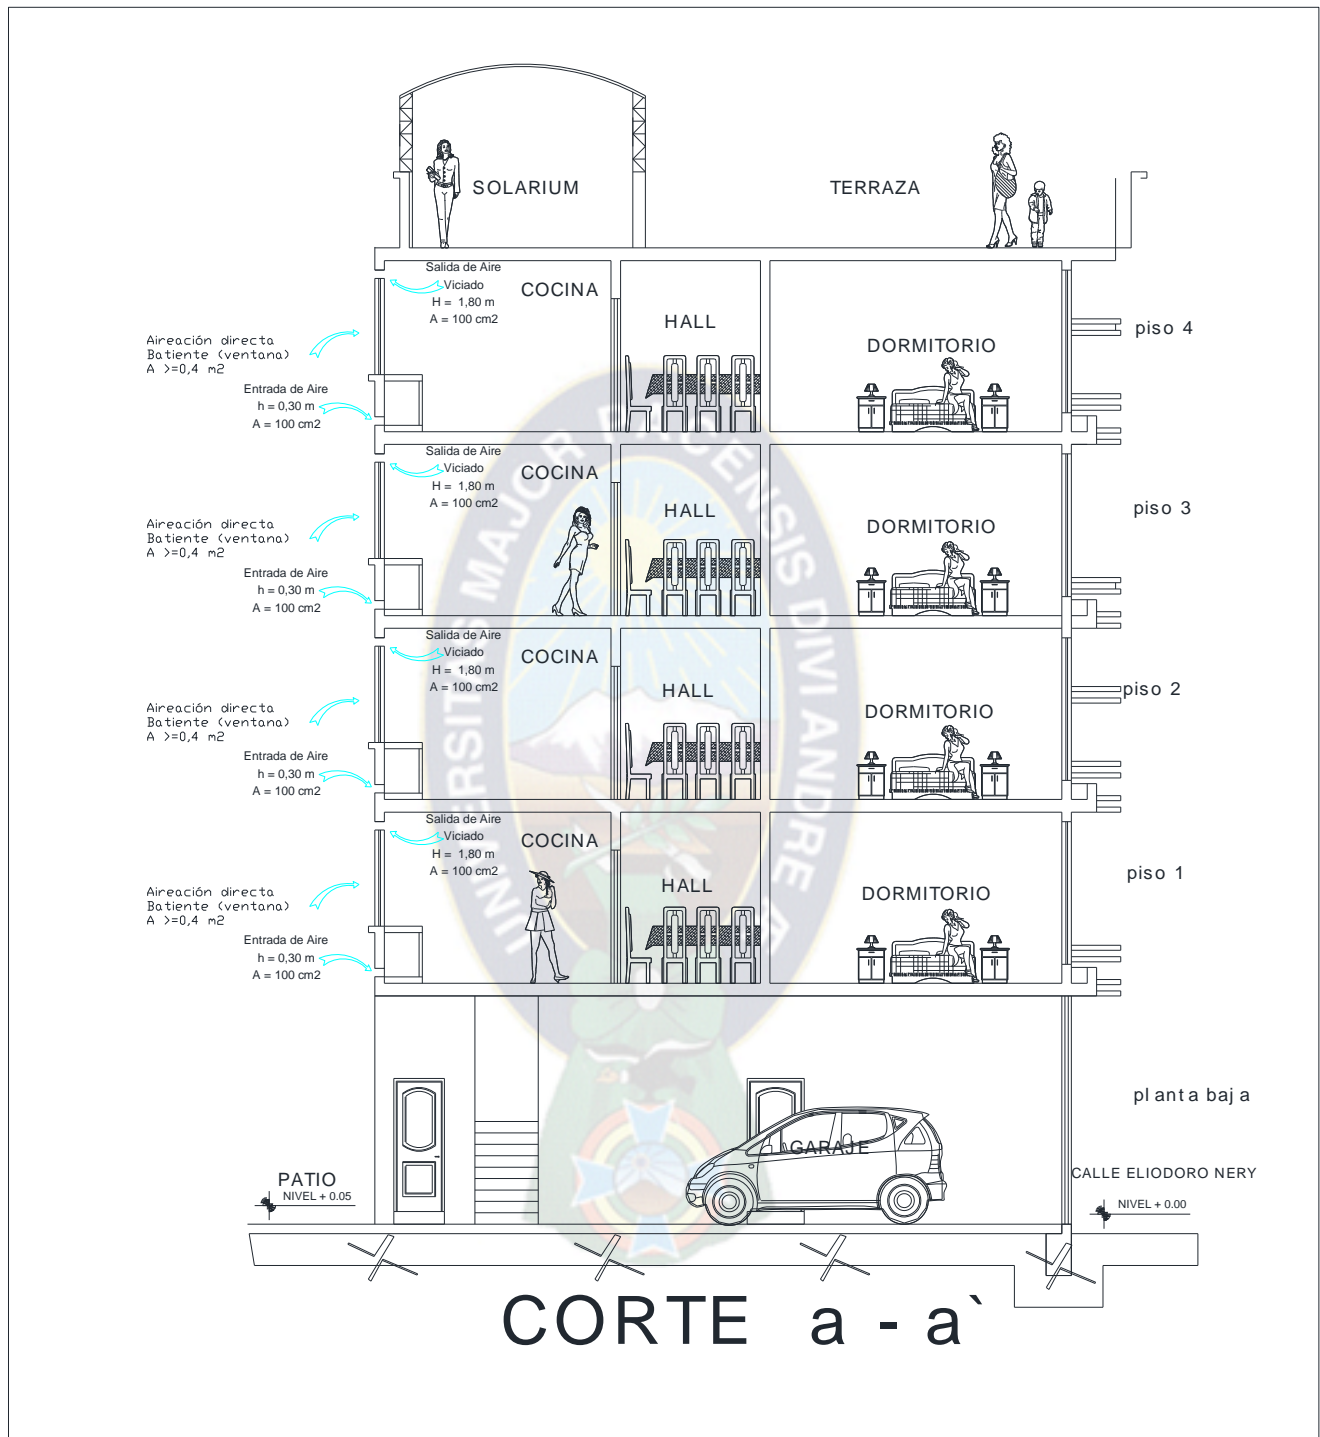 SOLARIUM
TERRAZA
Salida de Aire
Viciado
H = 1,80 m
A = 100 cm2
COCINA
HALL
DORMITORIO
piso 4
Aireación directa
Batiente (ventana)
A >=0,4 m2
Entrada de Aire
h = 0,30 m
A = 100 cm2
Salida de Aire
Viciado
H = 1,80 m
A = 100 cm2
COCINA
HALL
DORMITORIO
piso 3
Aireación directa
Batiente (ventana)
A >=0,4 m2
Entrada de Aire
h = 0,30 m
A = 100 cm2
Salida de Aire
Viciado
H = 1,80 m
A = 100 cm2
COCINA
HALL
DORMITORIO
piso 2
Aireación directa
Batiente (ventana)
A >=0,4 m2
Entrada de Aire
h = 0,30 m
A = 100 cm2
Salida de Aire
Viciado
H = 1,80 m
A = 100 cm2
COCINA
HALL
DORMITORIO
piso 1
Aireación directa
Batiente (ventana)
A >=0,4 m2
Entrada de Aire
h = 0,30 m
A = 100 cm2
planta baja
GARAJE
PATIO
NIVEL + 0.05
CALLE ELIODORO NERY
NIVEL + 0.00
CORTE a - a`
UNIVERSITAS MAJOR PACENSIS DIVI ANDRE Æ